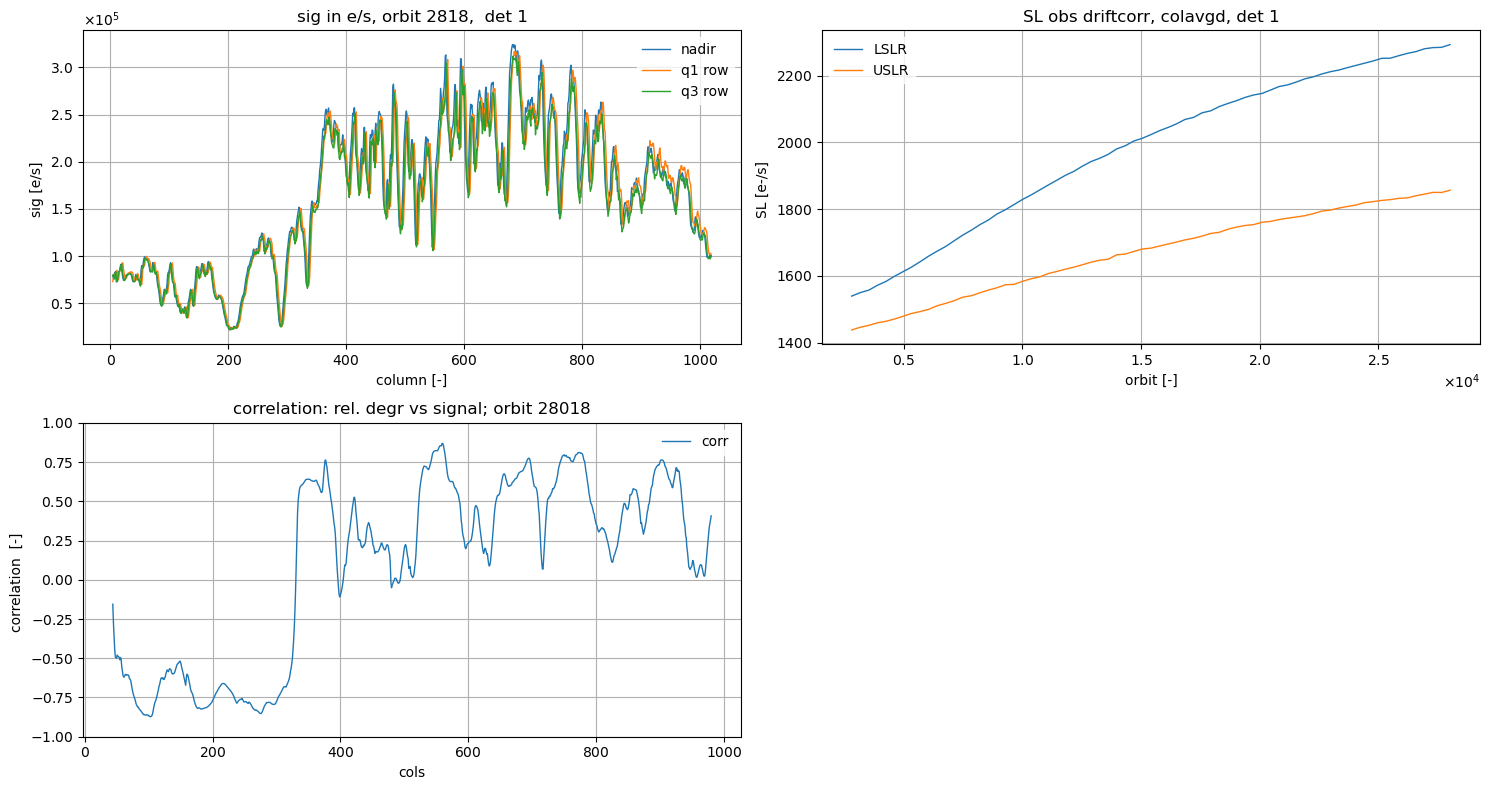 sig in e/s, orbit 2818,  det 1
×10⁵
nadir
q1 row
q3 row
3.0
2.5
2.0
1.5
1.0
0.5
sig [e/s]
0
200
400
600
800
1000
column [-]
SL obs driftcorr, colavgd, det 1
LSLR
USLR
2200
2000
1800
1600
1400
SL [e-/s]
0.5
1.0
1.5
2.0
2.5
×10⁴
orbit [-]
correlation: rel. degr vs signal; orbit 28018
corr
1.00
0.75
0.50
0.25
0.00
−0.25
−0.50
−0.75
−1.00
correlation  [-]
0
200
400
600
800
1000
cols